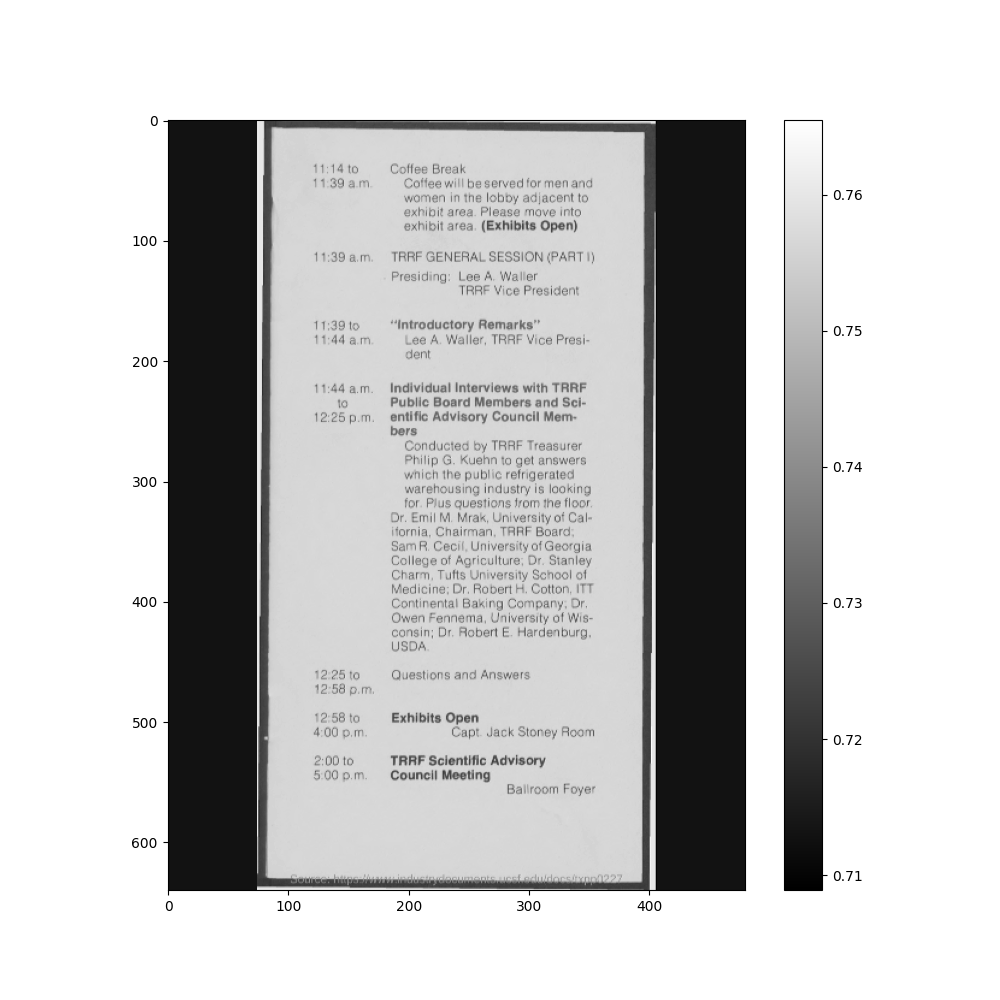 11:14 to Coffee Break
11:39 a.m. Coffee will be served for men and
women in the lobby adjacent to
exhibit area. Please move into
exhibit area. (Exhibits Open)
11:39 a.m. TRRF GENERAL SESSION (PART I)
Presiding: Lee A. Waller
TRRF Vice President
11:39 to "Introductory Remarks"
11:44 a.m. Lee A. Waller, TRRF Vice Presi-
dent
11:44 a.m. Individual Interviews with TRRF
to Public Board Members and Sci-
12:25 p.m. entific Advisory Council Mem-
bers
Conducted by TRRF Treasurer
Philip G. Kuehn to get answers
which the public refrigerated
warehousing industry is looking
for. Plus questions from the floor.
Dr. Emil M. Mrak, University of Cal-
ifornia, Chairman, TRRF Board;
Sam R. Cecil, University of Georgia
College of Agriculture; Dr. Stanley
Charm, Tufts University School of
Medicine; Dr. Robert H. Cotton, ITT
Continental Baking Company; Dr.
Owen Fennema, University of Wis-
consin; Dr. Robert E. Hardenburg,
USDA.
12:25 to Questions and Answers
12:58 p.m.
12:58 to Exhibits Open
4:00 p.m. Capt. Jack Stoney Room
2:00 to TRRF Scientific Advisory
5:00 p.m. Council Meeting
Ballroom Foyer
Source: https://www.industrydocuments.ucsf.edu/docs/
0
100
200
300
400
500
600
0 100 200 300 400
0.76
0.75
0.74
0.73
0.72
0.71